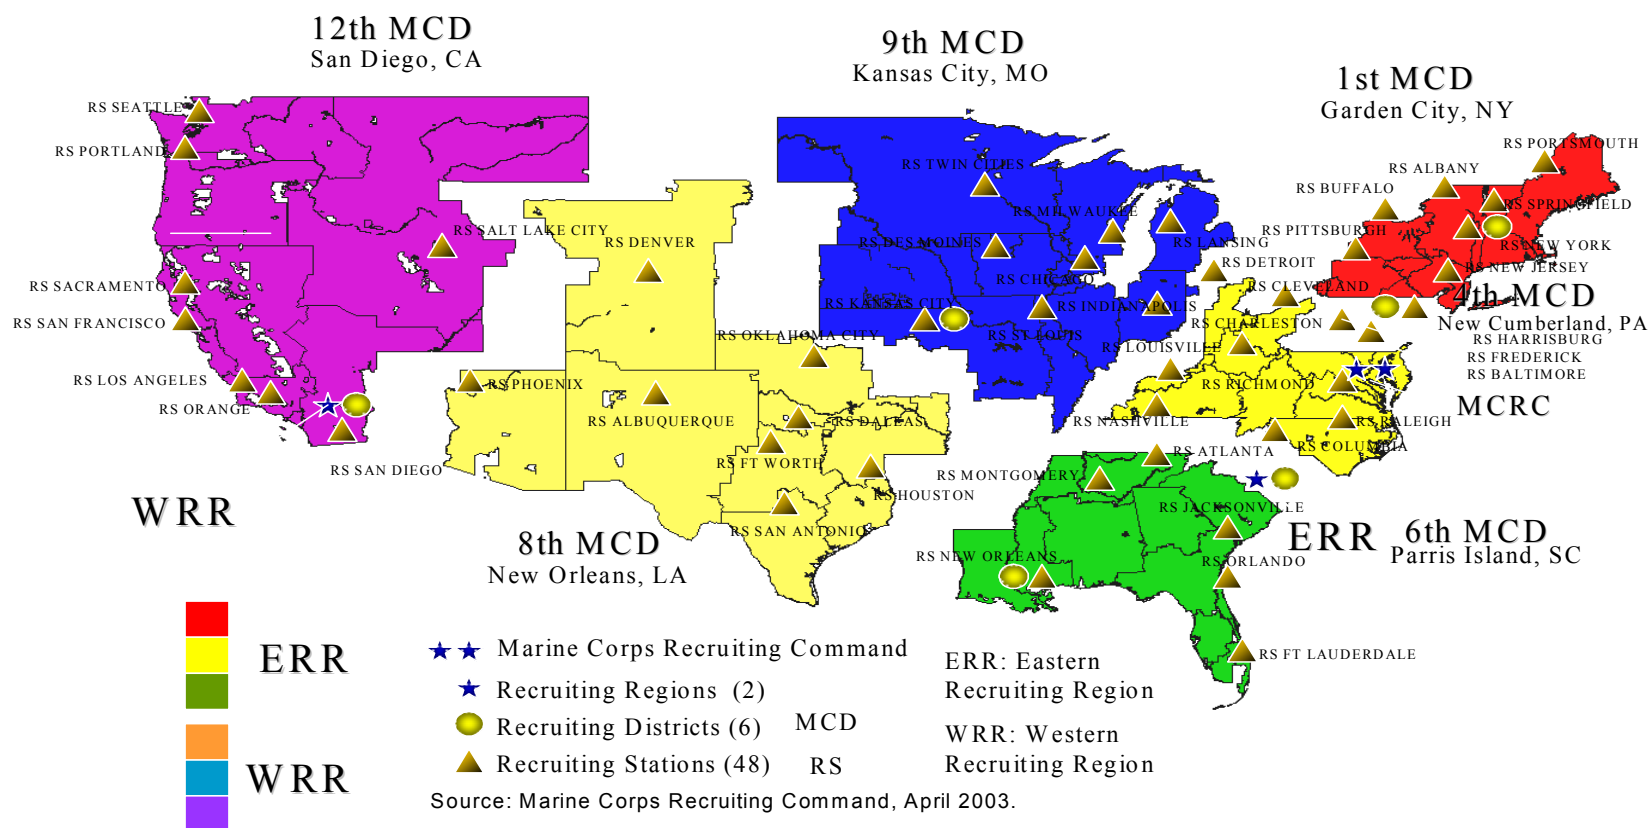 12th MCD
San Diego, CA
9th MCD
Kansas City, MO
1st MCD
Garden City, NY
RS SEATTLE
RS PORTLAND
RS SALT LAKE CITY
RS SACRAMENTO
RS SAN FRANCISCO
RS LOS ANGELES
RS ORANGE
RS SAN DIEGO
WRR
RS DENVER
RS OKLAHOMA CITY
RS PHOENIX
RS ALBUQUERQUE
RS DALLAS
RS FT WORTH
RS HOUSTON
RS SAN ANTONIO
8th MCD
New Orleans, LA
RS TWIN CITIES
RS MILWAUKEE
RS DES MOINES
RS LANSING
RS CHICAGO
RS DETROIT
RS KANSAS CITY
RS INDIANAPOLIS
RS ST LOUIS
RS PORTSMOUTH
RS ALBANY
RS BUFFALO
RS SPRINGFIELD
RS PITTSBURGH
RS NEW YORK
RS NEW JERSEY
RS CLEVELAND
4th MCD
New Cumberland, PA
RS CHARLESTON
RS HARRISBURG
RS LOUISVILLE
RS FREDERICK
RS BALTIMORE
RS RICHMOND
MCRC
RS NASHVILLE
RS RALEIGH
RS COLUMBIA
RS ATLANTA
RS MONTGOMERY
RS JACKSONVILLE
ERR
6th MCD
Parris Island, SC
RS NEW ORLEANS
RS ORLANDO
RS FT LAUDERDALE
ERR
WRR
Marine Corps Recruiting Command
Recruiting Regions (2)
Recruiting Districts (6) MCD
Recruiting Stations (48) RS
ERR: Eastern
Recruiting Region
WRR: Western
Recruiting Region
Source: Marine Corps Recruiting Command, April 2003.